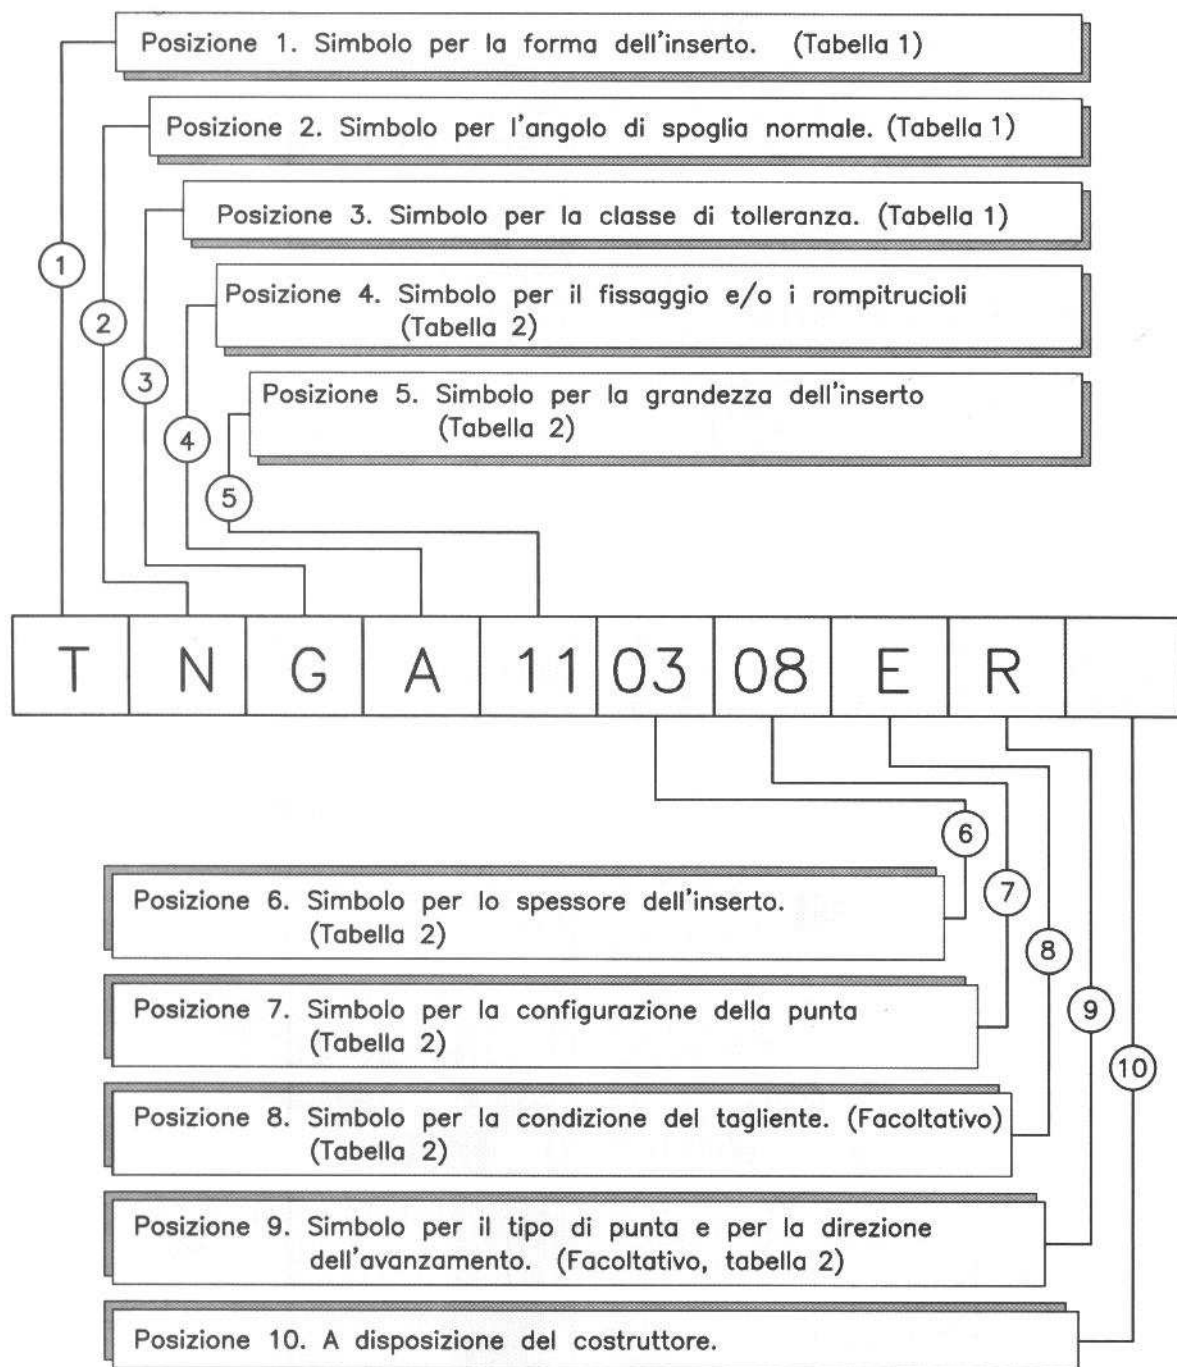 Posizione 1. Simbolo per la forma dell'inserto. (Tabella 1)
Posizione 2. Simbolo per l'angolo di spoglia normale. (Tabella 1)
Posizione 3. Simbolo per la classe di tolleranza. (Tabella 1)
1
Posizione 4. Simbolo per il fissaggio e/o i rompitrucioli
(Tabella 2)
2
3
Posizione 5. Simbolo per la grandezza dell'inserto
(Tabella 2)
4
5
T N G A 11 03 08 E R
6
Posizione 6. Simbolo per lo spessore dell'inserto.
(Tabella 2)
7
8
Posizione 7. Simbolo per la configurazione della punta
(Tabella 2)
9
10
Posizione 8. Simbolo per la condizione del tagliente. (Facoltativo)
(Tabella 2)
Posizione 9. Simbolo per il tipo di punta e per la direzione
dell'avanzamento. (Facoltativo, tabella 2)
Posizione 10. A disposizione del costruttore.